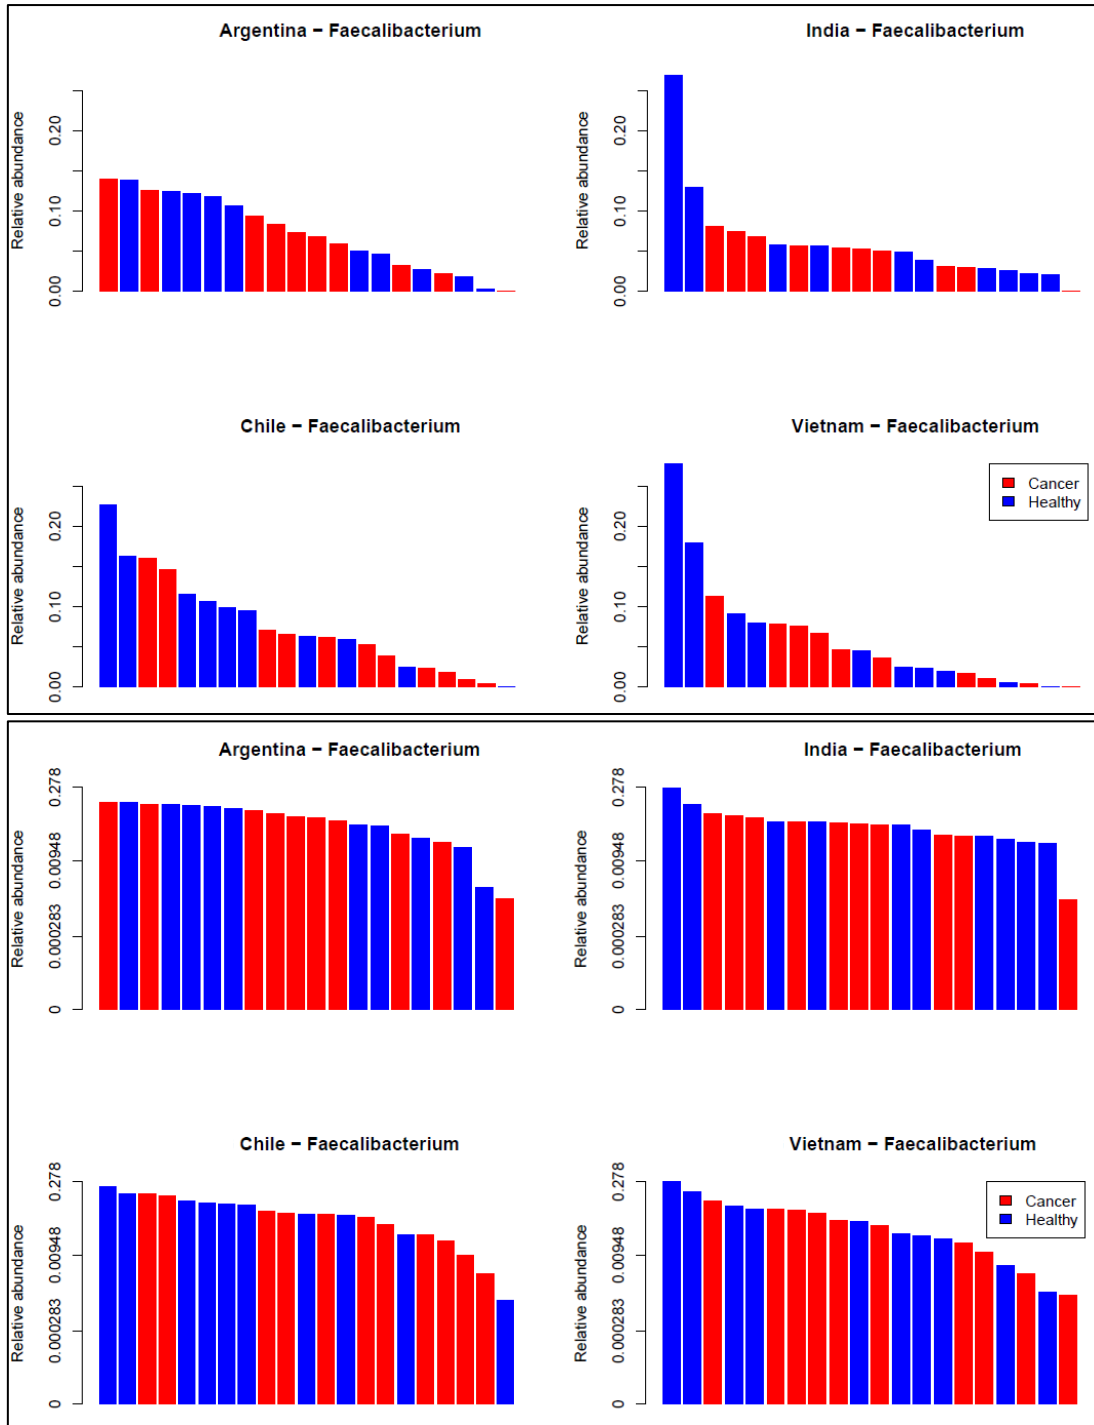 Argentina − Faecalibacterium
Relative abundance
0.00
0.10
0.20
India − Faecalibacterium
Relative abundance
0.00
0.10
0.20
Chile − Faecalibacterium
Relative abundance
0.00
0.10
0.20
Vietnam − Faecalibacterium
Relative abundance
0.00
0.10
0.20
Cancer
Healthy
Argentina − Faecalibacterium
Relative abundance
0
0.000283
0.00948
0.278
India − Faecalibacterium
Relative abundance
0
0.000283
0.00948
0.278
Chile − Faecalibacterium
Relative abundance
0
0.000283
0.00948
0.278
Vietnam − Faecalibacterium
Relative abundance
0
0.000283
0.00948
0.278
Cancer
Healthy